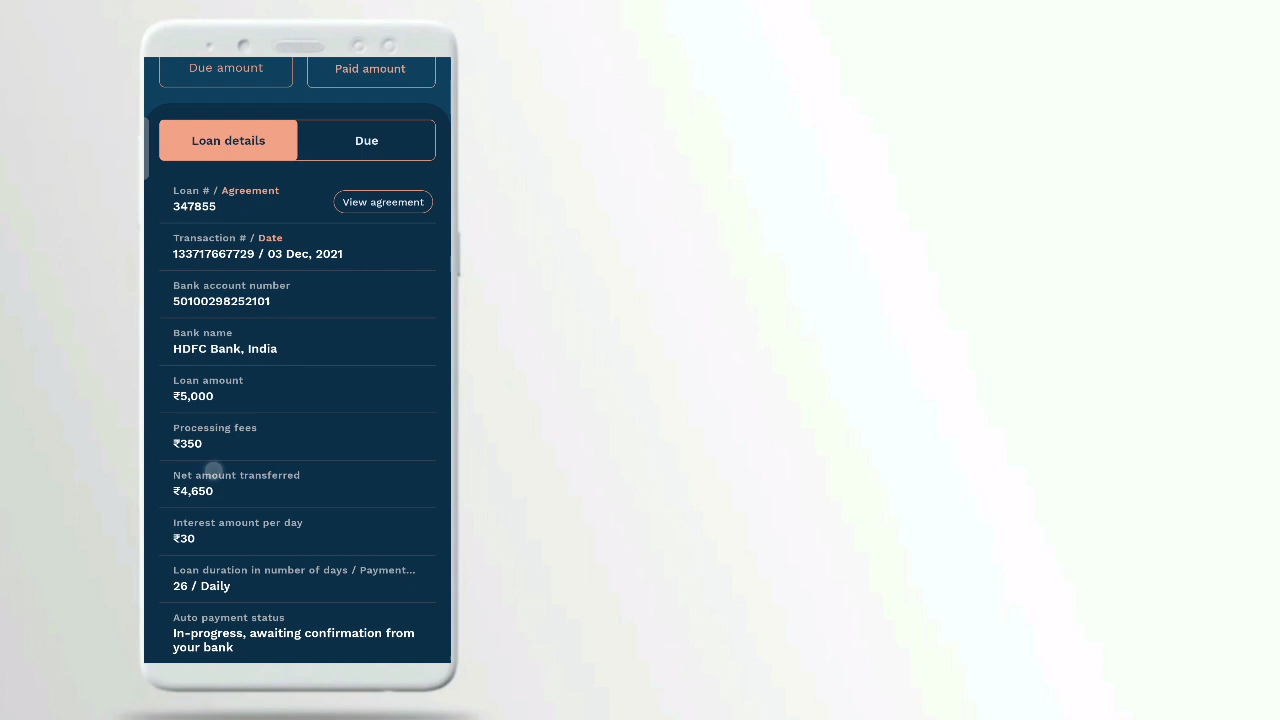 Due amount
Paid amount
Loan details
Due
Loan # / Agreement
347855
View agreement
Transaction # / Date
133717667729 / 03 Dec, 2021
Bank account number
50100298252101
Bank name
HDFC Bank, India
Loan amount
₹5,000
Processing fees
₹350
Net amount transferred
₹4,650
Interest amount per day
₹30
Loan duration in number of days / Payment...
26 / Daily
Auto payment status
In-progress, awaiting confirmation from
your bank